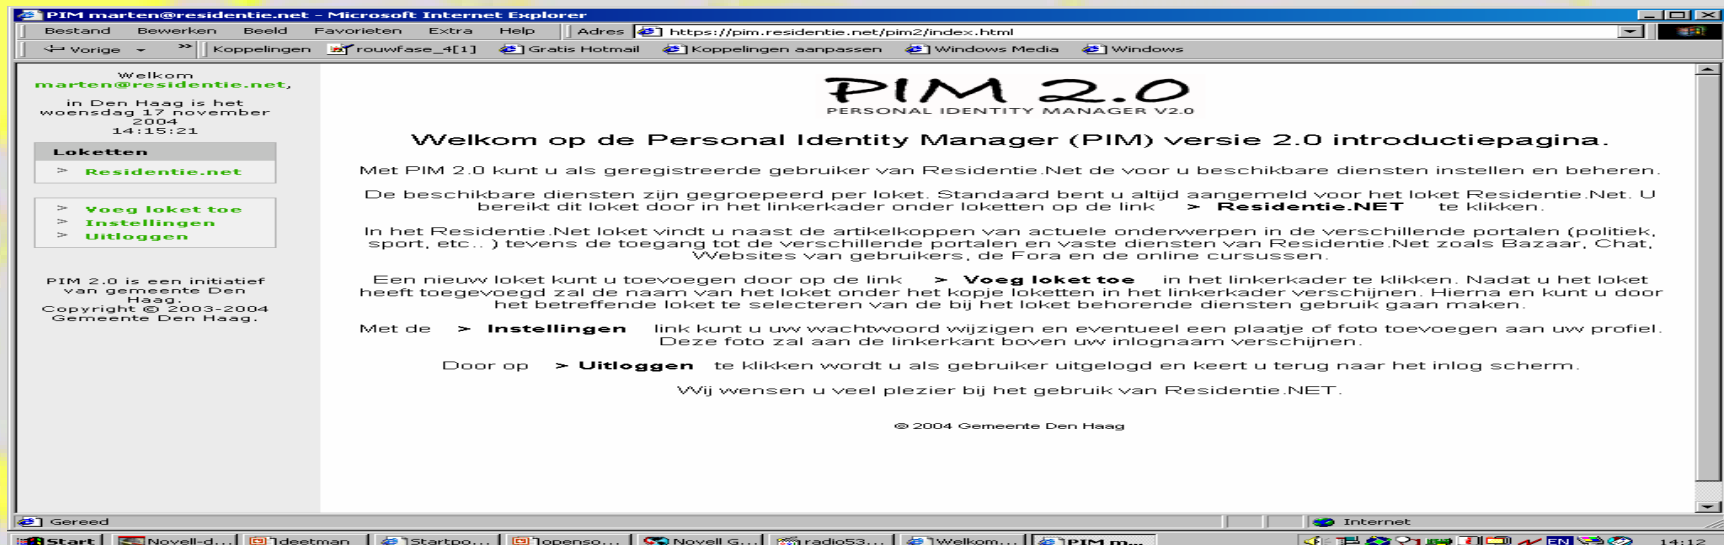 PIM marten@residentie.net - Microsoft Internet Explorer
Bestand Bewerken Beeld Favorieten Extra Help Adres https://pim.residentie.net/pim2/index.html
Vorige » Koppelingen rouwfase_4[1] Gratis Hotmail Koppelingen aanpassen Windows Media Windows
Welkom
marten@residentie.net,
in Den Haag is het
woensdag 17 november
2004
14:15:21
Loketten
> Residentie.net
> Voeg loket toe
> Instellingen
> Uitloggen
PIM 2.0 is een initiatief
van gemeente Den
Haag.
Copyright © 2003-2004
Gemeente Den Haag.
PIM 2.0
PERSONAL IDENTITY MANAGER V2.0
Welkom op de Personal Identity Manager (PIM) versie 2.0 introductiepagina.
Met PIM 2.0 kunt u als geregistreerde gebruiker van Residentie.Net de voor u beschikbare diensten instellen en beheren.
De beschikbare diensten zijn gegroepeerd per loket. Standaard bent u altijd aangemeld voor het loket Residentie.Net. U
bereikt dit loket door in het linkerkader onder loketten op de link > Residentie.NET te klikken.
In het Residentie.Net loket vindt u naast de artikelkoppen van actuele onderwerpen in de verschillende portalen (politiek,
sport, etc.. ) tevens de toegang tot de verschillende portalen en vaste diensten van Residentie.Net zoals Bazaar, Chat,
Websites van gebruikers, de Fora en de online cursussen.
Een nieuw loket kunt u toevoegen door op de link > Voeg loket toe in het linkerkader te klikken. Nadat u het loket
heeft toegevoegd zal de naam van het loket onder het kopje loketten in het linkerkader verschijnen. Hierna en kunt u door
het betreffende loket te selecteren van de bij het loket behorende diensten gebruik gaan maken.
Met de > Instellingen link kunt u uw wachtwoord wijzigen en eventueel een plaatje of foto toevoegen aan uw profiel.
Deze foto zal aan de linkerkant boven uw inlognaam verschijnen.
Door op > Uitloggen te klikken wordt u als gebruiker uitgelogd en keert u terug naar het inlog scherm.
Wij wensen u veel plezier bij het gebruik van Residentie.NET.
© 2004 Gemeente Den Haag
Gereed Internet
Start Novell-d... deetman Startpo... openso... Novell G... radio53... Welkom... PIM m... EN 14:12